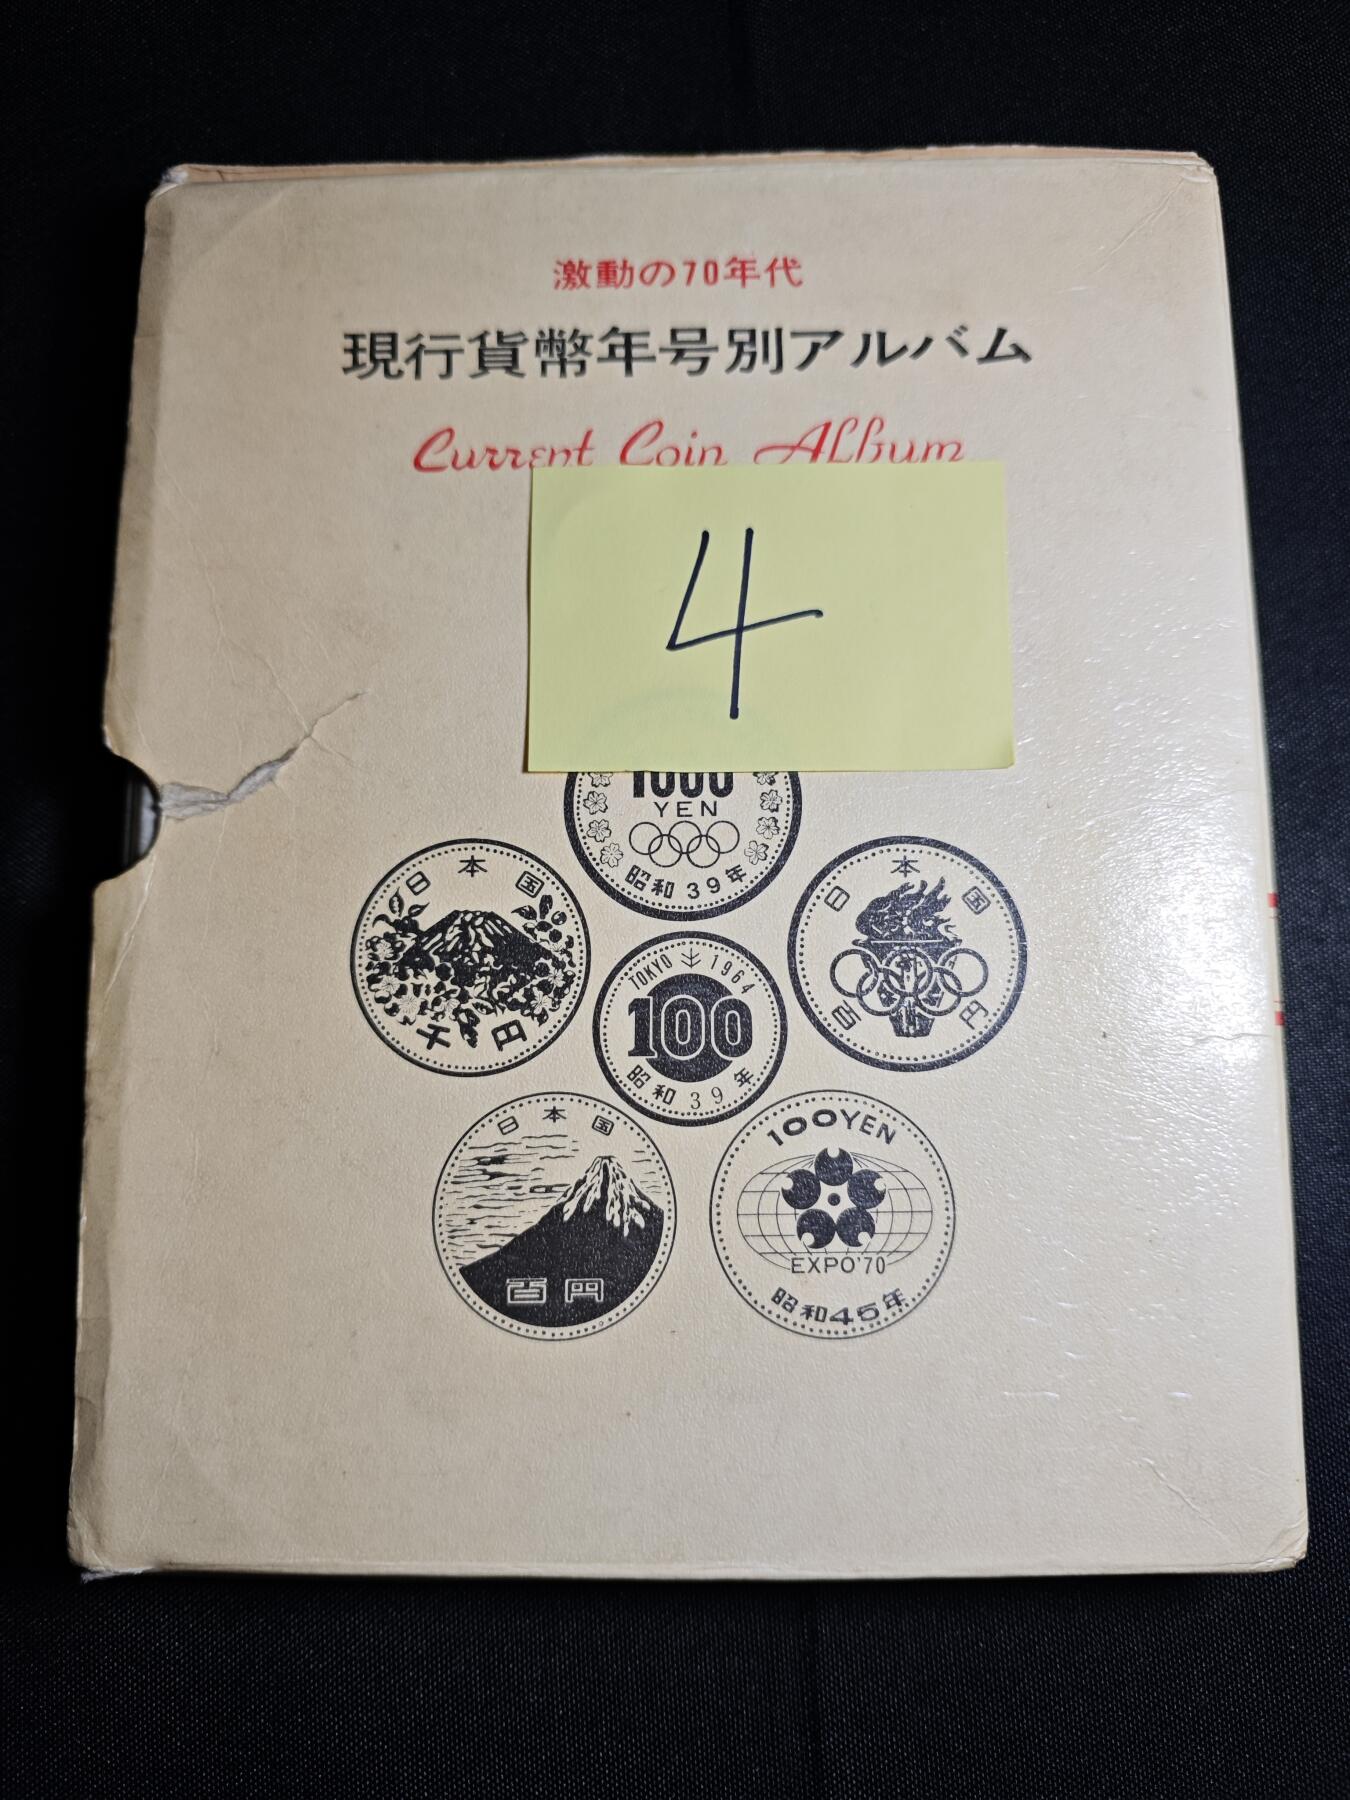 激動の70年代
現行貨幣年号別アルバム
Current Coin Album
4
1000
YEN
昭和39年
日本国
千円
日本国
百円
TOKYO 1964
100
昭和39年
日本国
百円
100YEN
EXPO'70
昭和45年